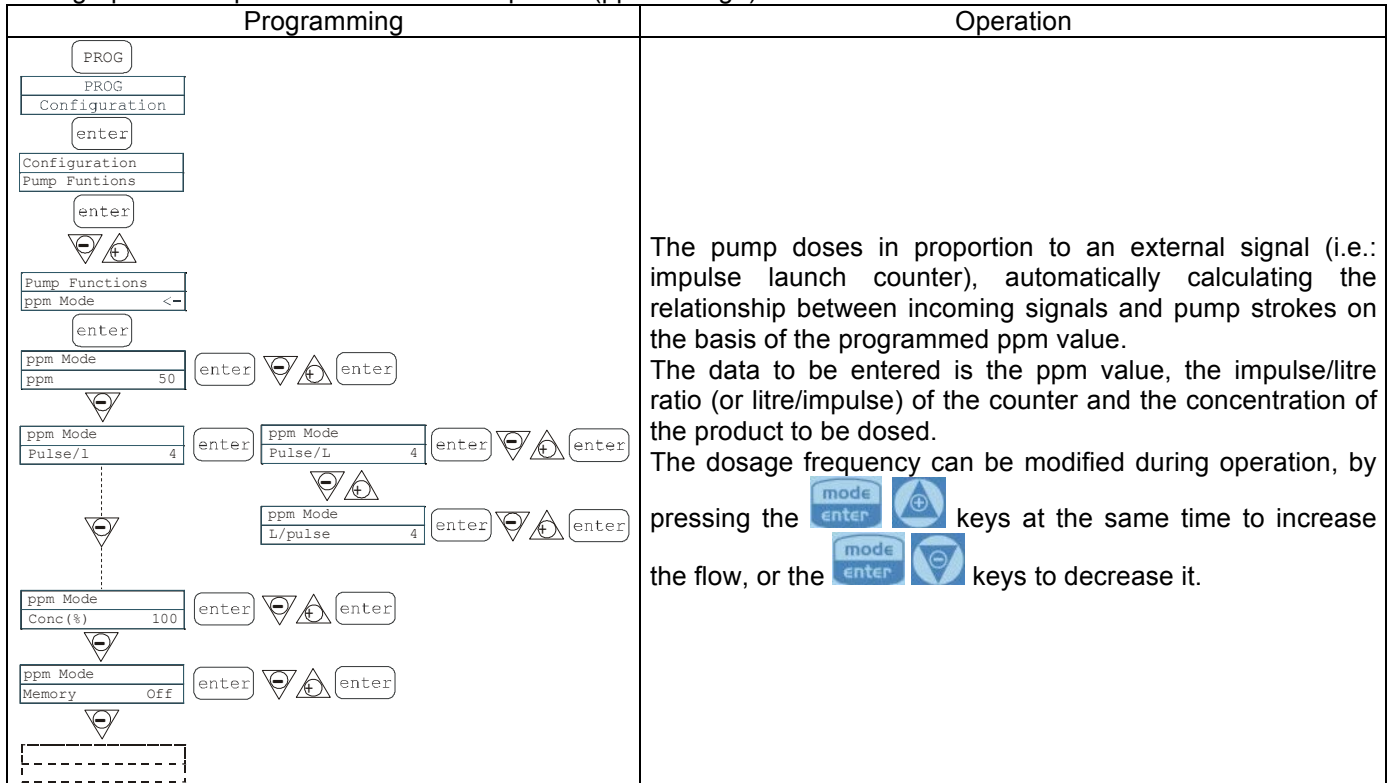 Programming
Operation
PROG
PROG
Configuration
enter
Configuration
Pump Funtions
enter
Pump Functions
ppm Mode <-
enter
ppm Mode
ppm 50
enter enter
ppm Mode
Pulse/l 4
enter
ppm Mode
Pulse/L 4
enter enter
ppm Mode
L/pulse 4
enter enter
ppm Mode
Conc(%) 100
enter enter
ppm Mode
Memory Off
enter enter
The pump doses in proportion to an external signal (i.e.:
impulse launch counter), automatically calculating the
relationship between incoming signals and pump strokes on
the basis of the programmed ppm value.
The data to be entered is the ppm value, the impulse/litre
ratio (or litre/impulse) of the counter and the concentration of
the product to be dosed.
The dosage frequency can be modified during operation, by
pressing the mode enter keys at the same time to increase
the flow, or the mode enter keys to decrease it.